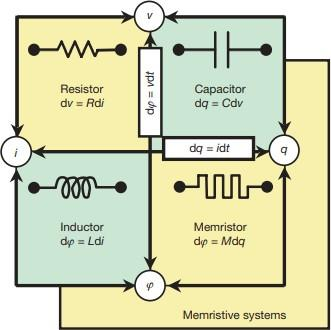 v
Resistor
dv = Rdi
Capacitor
dq = Cdv
dφ = vdt
i
dq = idt
q
Inductor
dφ = Ldi
Memristor
dφ = Mdq
φ
Memristive systems